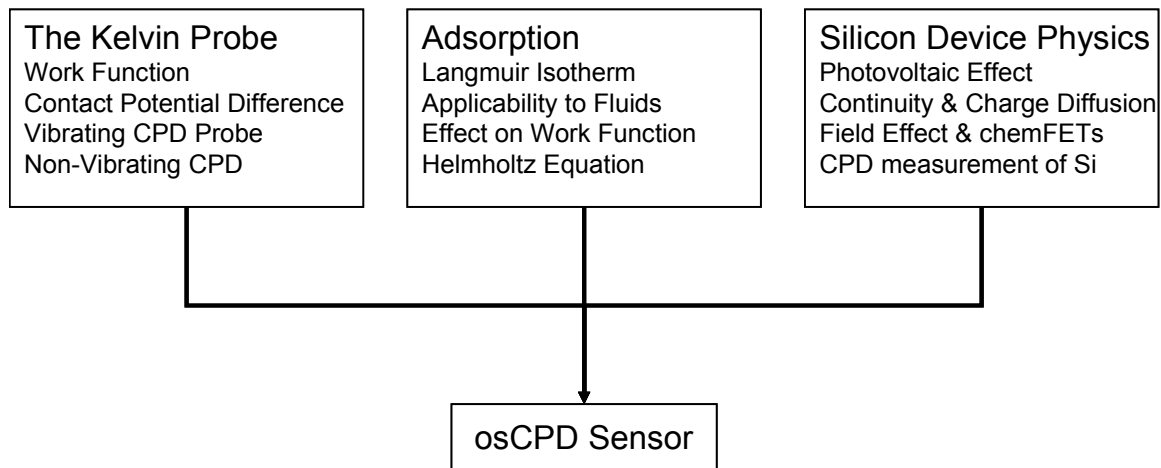 The Kelvin Probe
Work Function
Contact Potential Difference
Vibrating CPD Probe
Non-Vibrating CPD
Adsorption
Langmuir Isotherm
Applicability to Fluids
Effect on Work Function
Helmholtz Equation
Silicon Device Physics
Photovoltaic Effect
Continuity & Charge Diffusion
Field Effect & chemFETs
CPD measurement of Si
osCPD Sensor